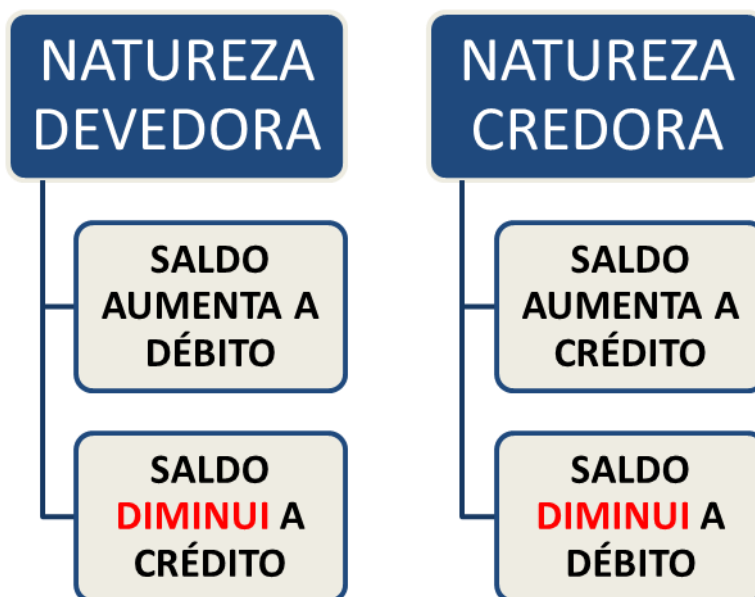 NATUREZA
DEVEDORA
SALDO
AUMENTA A
DÉBITO
SALDO
DIMINUI A
CRÉDITO
NATUREZA
CREDORA
SALDO
AUMENTA A
CRÉDITO
SALDO
DIMINUI A
DÉBITO